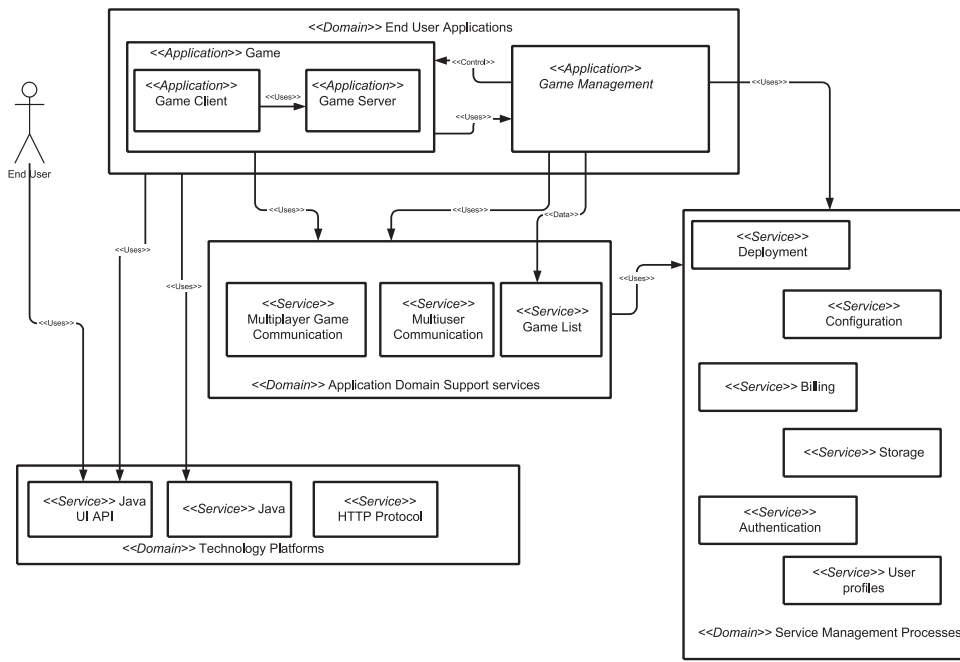 <<Domain>> End User Applications
<<Application>> Game
<<Application>>
Game Client
<<Uses>>
<<Application>>
Game Server
<<Control>>
<<Uses>>
<<Application>>
Game Management
<<Uses>>
End User
<<Uses>>
<<Uses>>
<<Data>>
<<Uses>>
<<Uses>>
<<Uses>>
<<Uses>>
<<Service>>
Multiplayer Game
Communication
<<Service>>
Multiuser
Communication
<<Service>>
Game List
<<Domain>> Application Domain Support services
<<Service>>
Deployment
<<Service>>
Configuration
<<Service>> Billing
<<Service>> Storage
<<Service>>
Authentication
<<Service>> User
profiles
<<Domain>> Service Management Processes
<<Service>> Java
UI API
<<Service>> Java
<<Service>>
HTTP Protocol
<<Domain>> Technology Platforms